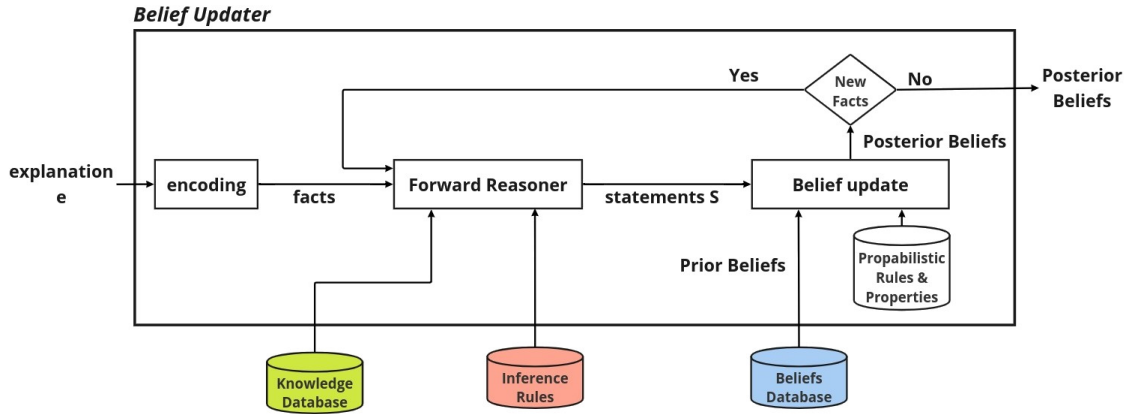 Belief Updater
Yes
New
Facts
No
Posterior
Beliefs
Posterior Beliefs
explanation
e
encoding
facts
Forward Reasoner
statements S
Belief update
Prior Beliefs
Propabilistic
Rules &
Properties
Knowledge
Database
Inference
Rules
Beliefs
Database